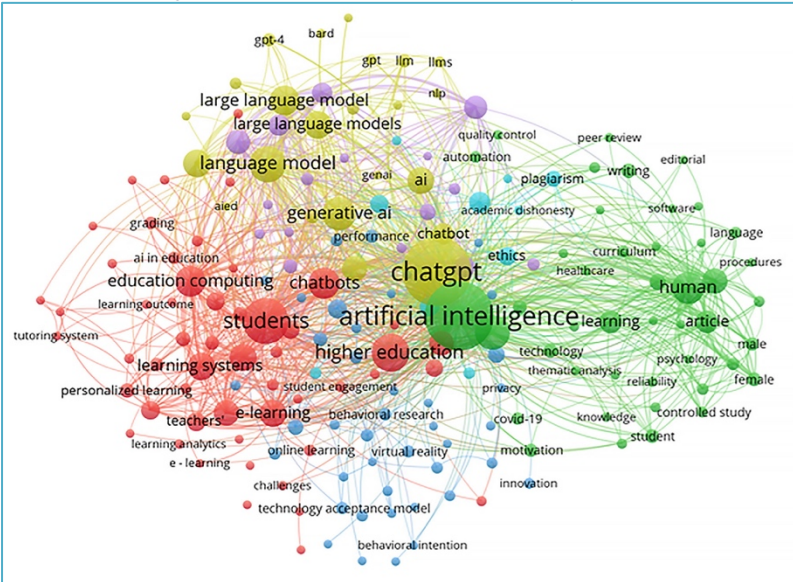 gpt-4
bard
gpt
llm
llms
large language model
nlp
large language models
quality control
peer review
language model
genai
ai
automation
plagiarism
writing
editorial
aied
generative ai
academic dishonesty
software
grading
performance
chatbot
language
ai in education
ethics
curriculum
procedures
education computing
chatbots
chatgpt
healthcare
human
learning outcome
students
artificial intelligence
learning
article
tutoring system
higher education
technology
male
learning systems
thematic analysis
psychology
female
personalized learning
student engagement
privacy
reliability
teachers'
e-learning
behavioral research
covid-19
knowledge
controlled study
learning analytics
online learning
virtual reality
motivation
student
e - learning
challenges
innovation
technology acceptance model
behavioral intention